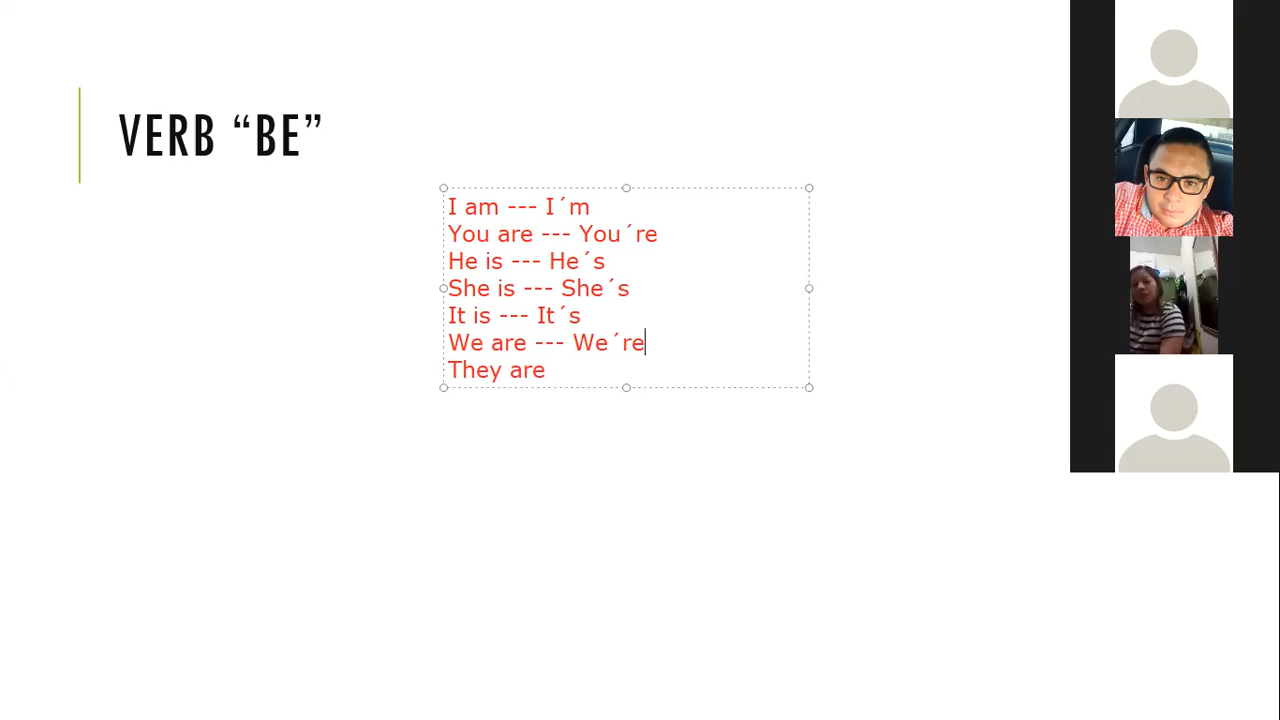 VERB “BE”
I am --- I´m
You are --- You´re
He is --- He´s
She is --- She´s
It is --- It´s
We are --- We´re
They are